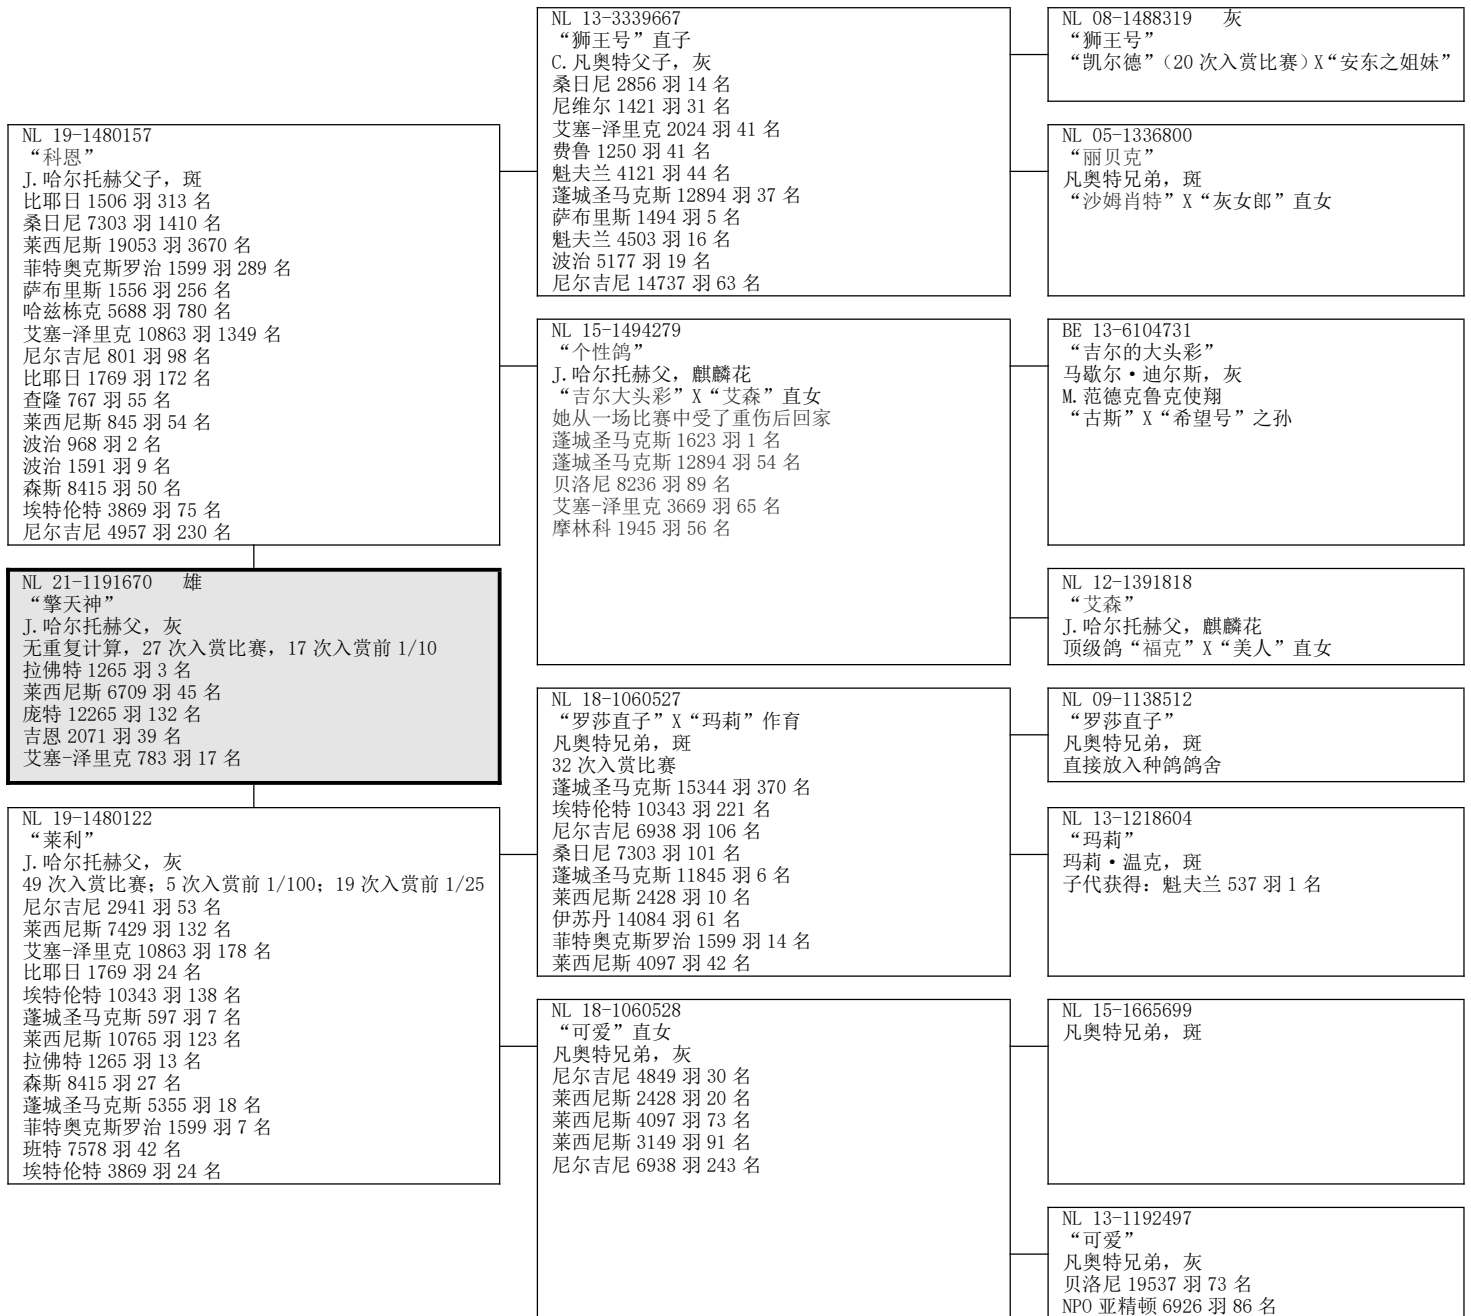 NL 19-1480157
“科恩”
J.哈尔托赫父子，斑
比耶日 1506 羽 313 名
桑日尼 7303 羽 1410 名
莱西尼斯 19053 羽 3670 名
菲特奥克斯罗治 1599 羽 289 名
萨布里斯 1556 羽 256 名
哈兹栋克 5688 羽 780 名
艾塞-泽里克 10863 羽 1349 名
尼尔吉尼 801 羽 98 名
比耶日 1769 羽 172 名
查隆 767 羽 55 名
莱西尼斯 845 羽 54 名
波治 968 羽 2 名
波治 1591 羽 9 名
森斯 8415 羽 50 名
埃特伦特 3869 羽 75 名
尼尔吉尼 4957 羽 230 名
NL 21-1191670 雄
“擎天神”
J.哈尔托赫父，灰
无重复计算，27 次入赏比赛，17 次入赏前 1/10
拉佛特 1265 羽 3 名
莱西尼斯 6709 羽 45 名
庞特 12265 羽 132 名
吉恩 2071 羽 39 名
艾塞-泽里克 783 羽 17 名
NL 19-1480122
“莱利”
J.哈尔托赫父，灰
49 次入赏比赛；5 次入赏前 1/100；19 次入赏前 1/25
尼尔吉尼 2941 羽 53 名
莱西尼斯 7429 羽 132 名
艾塞-泽里克 10863 羽 178 名
比耶日 1769 羽 24 名
埃特伦特 10343 羽 138 名
蓬城圣马克斯 597 羽 7 名
莱西尼斯 10765 羽 123 名
拉佛特 1265 羽 13 名
森斯 8415 羽 27 名
蓬城圣马克斯 5355 羽 18 名
菲特奥克斯罗治 1599 羽 7 名
班特 7578 羽 42 名
埃特伦特 3869 羽 24 名
NL 13-3339667
“狮王号”直子
C.凡奥特父子，灰
桑日尼 2856 羽 14 名
尼维尔 1421 羽 31 名
艾塞-泽里克 2024 羽 41 名
费鲁 1250 羽 41 名
魁夫兰 4121 羽 44 名
蓬城圣马克斯 12894 羽 37 名
萨布里斯 1494 羽 5 名
魁夫兰 4503 羽 16 名
波治 5177 羽 19 名
尼尔吉尼 14737 羽 63 名
NL 15-1494279
“个性鸽”
J.哈尔托赫父，麒麟花
“吉尔大头彩”X“艾森”直女
她从一场比赛中受了重伤后回家
蓬城圣马克斯 1623 羽 1 名
蓬城圣马克斯 12894 羽 54 名
贝洛尼 8236 羽 89 名
艾塞-泽里克 3669 羽 65 名
摩林科 1945 羽 56 名
NL 18-1060527
“罗莎直子”X“玛莉”作育
凡奥特兄弟，斑
32 次入赏比赛
蓬城圣马克斯 15344 羽 370 名
埃特伦特 10343 羽 221 名
尼尔吉尼 6938 羽 106 名
桑日尼 7303 羽 101 名
蓬城圣马克斯 11845 羽 6 名
莱西尼斯 2428 羽 10 名
伊苏丹 14084 羽 61 名
菲特奥克斯罗治 1599 羽 14 名
莱西尼斯 4097 羽 42 名
NL 18-1060528
“可爱”直女
凡奥特兄弟，灰
尼尔吉尼 4849 羽 30 名
莱西尼斯 2428 羽 20 名
莱西尼斯 4097 羽 73 名
莱西尼斯 3149 羽 91 名
尼尔吉尼 6938 羽 243 名
NL 08-1488319 灰
“狮王号”
“凯尔德”（20 次入赏比赛）X“安东之姐妹”
NL 05-1336800
“丽贝克”
凡奥特兄弟，斑
“沙姆肖特”X“灰女郎”直女
BE 13-6104731
“吉尔的大头彩”
马歇尔·迪尔斯，灰
M.范德克鲁克使翔
“古斯”X“希望号”之孙
NL 12-1391818
“艾森”
J.哈尔托赫父，麒麟花
顶级鸽“福克”X“美人”直女
NL 09-1138512
“罗莎直子”
凡奥特兄弟，斑
直接放入种鸽鸽舍
NL 13-1218604
“玛莉”
玛莉·温克，斑
子代获得：魁夫兰 537 羽 1 名
NL 15-1665699
凡奥特兄弟，斑
NL 13-1192497
“可爱”
凡奥特兄弟，灰
贝洛尼 19537 羽 73 名
NPO 亚精顿 6926 羽 86 名